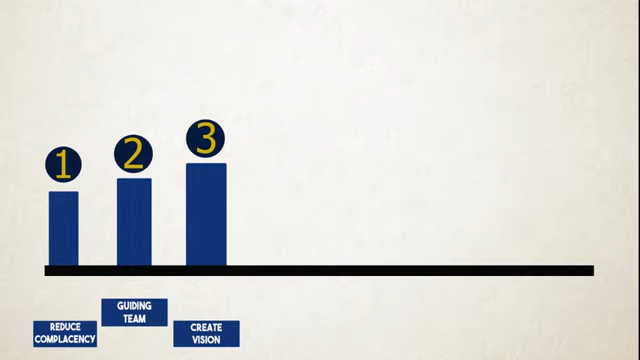 1
2
3
REDUCE
COMPLACENCY
GUIDING
TEAM
CREATE
VISION